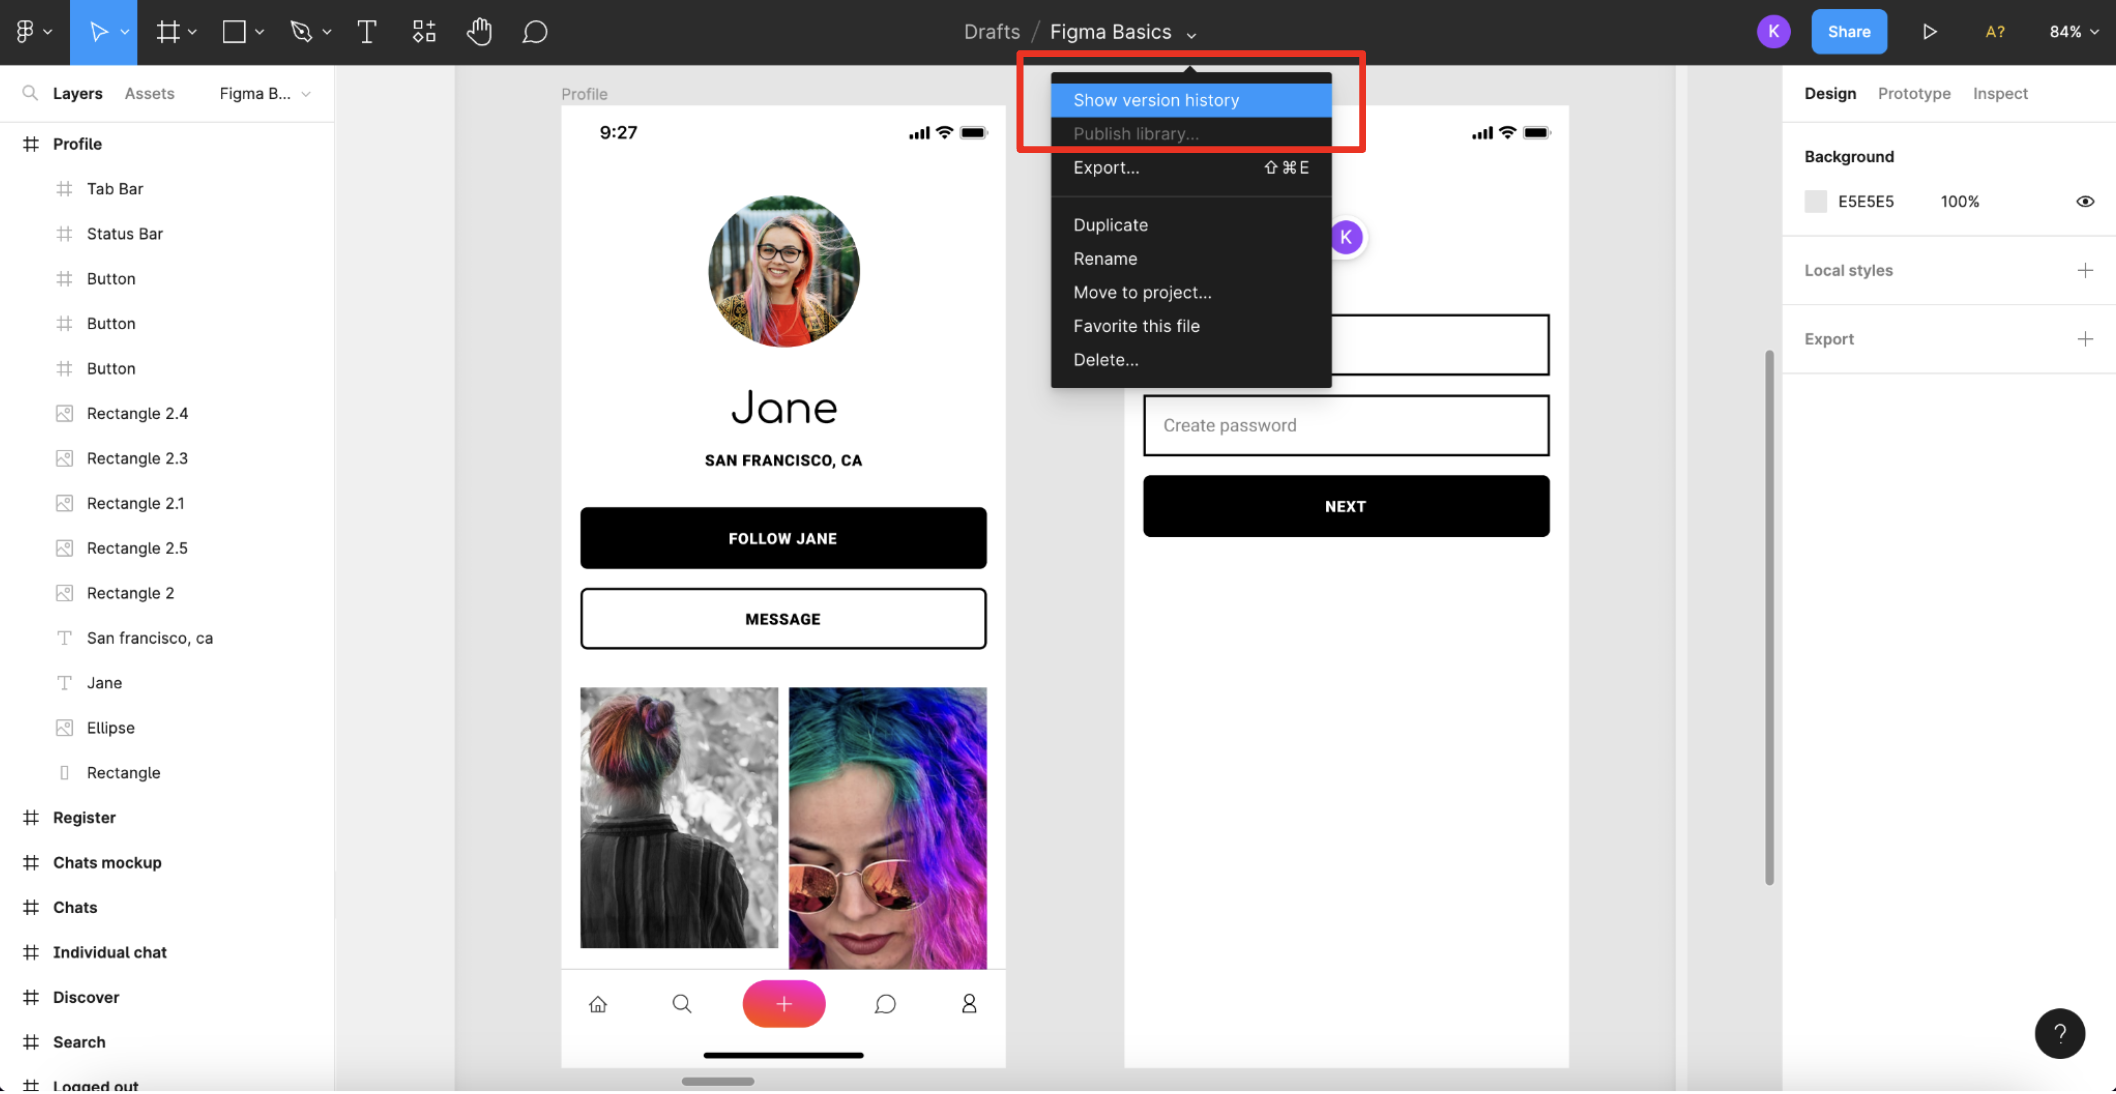 Drafts / Figma Basics
K
Share
A?
84%
Layers
Assets
Figma B...
Profile
Tab Bar
Status Bar
Button
Button
Button
Rectangle 2.4
Rectangle 2.3
Rectangle 2.1
Rectangle 2.5
Rectangle 2
San francisco, ca
Jane
Ellipse
Rectangle
Register
Chats mockup
Chats
Individual chat
Discover
Search
Logged out
Profile
9:27
Jane
SAN FRANCISCO, CA
FOLLOW JANE
MESSAGE
Show version history
Publish library...
Export... ⇧⌘E
Duplicate
Rename
Move to project...
Favorite this file
Delete...
K
Create password
NEXT
Design
Prototype
Inspect
Background
E5E5E5 100%
Local styles
Export
?